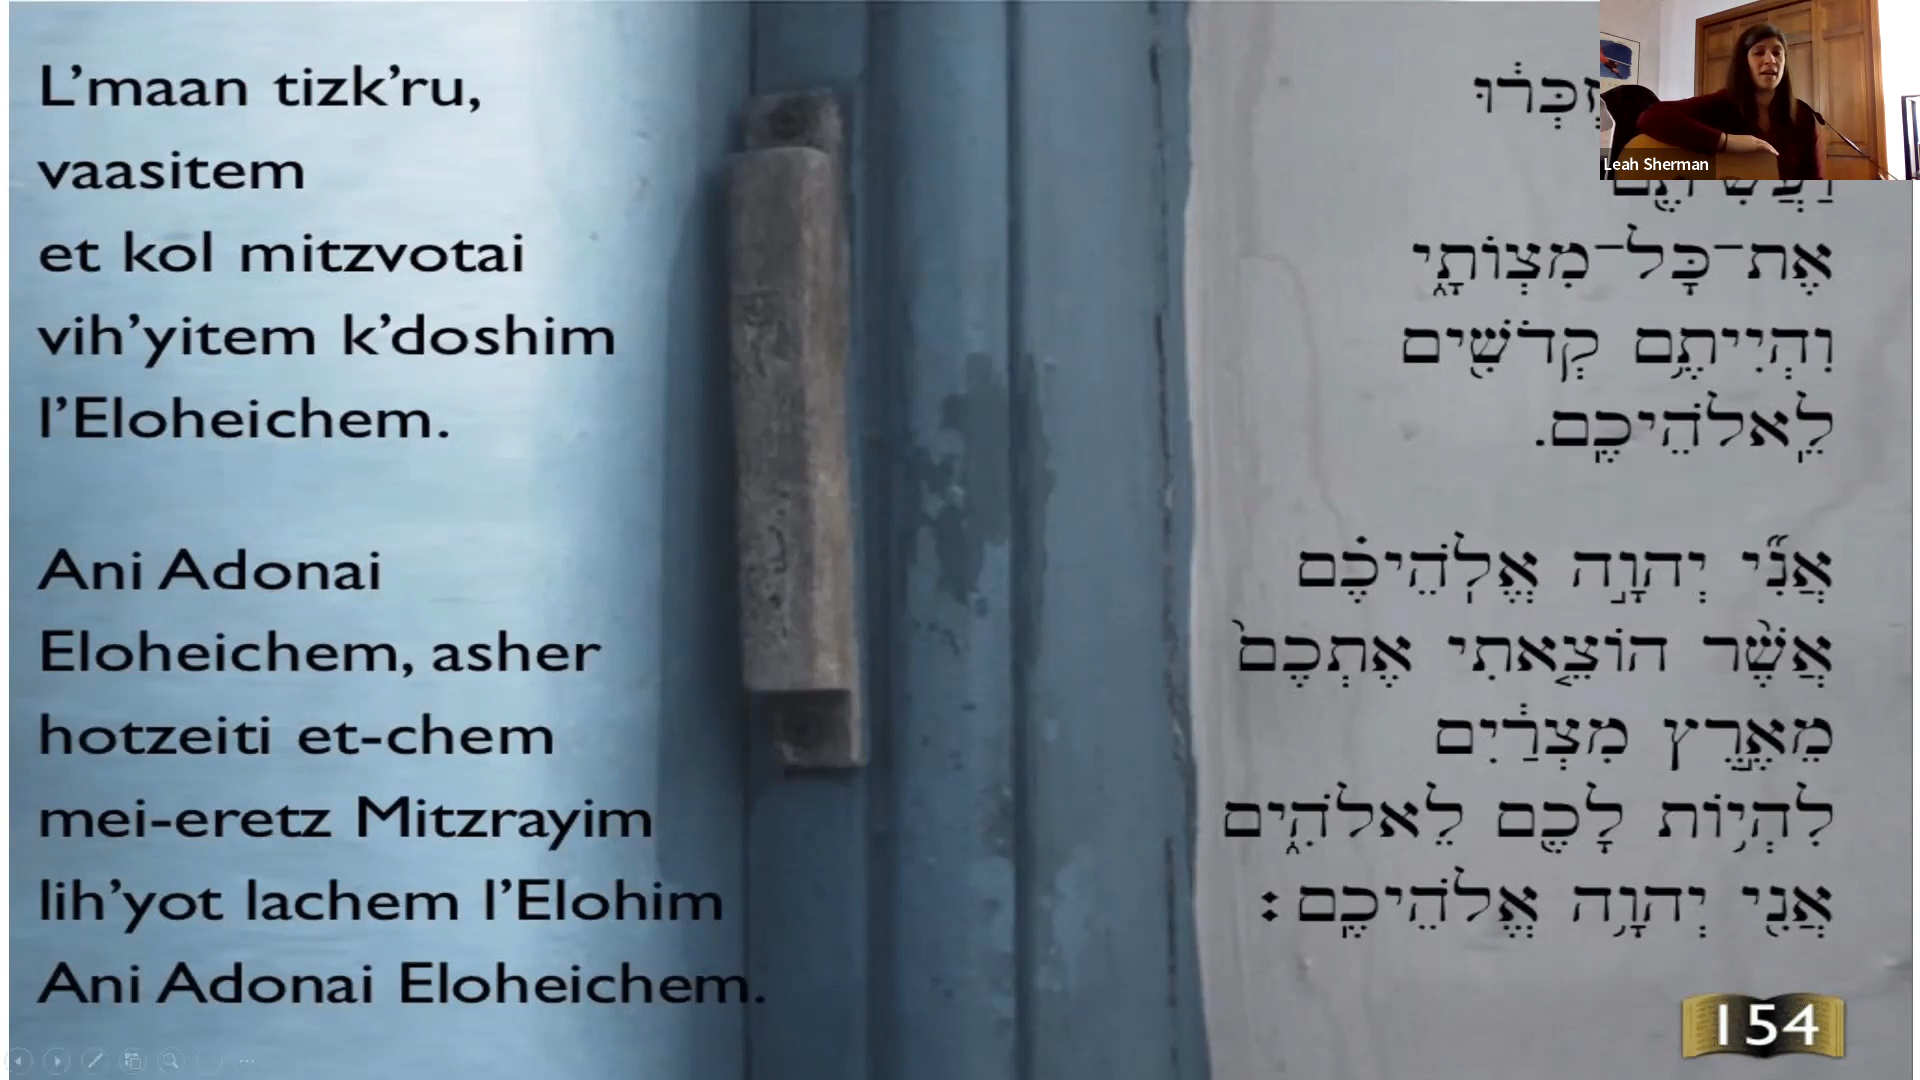 L’maan tizk’ru,
vaasitem
et kol mitzvotai
vih’yitem k’doshim
l’Eloheichem.
Ani Adonai
Eloheichem, asher
hotzeiti et-chem
mei-eretz Mitzrayim
lih’yot lachem l’Elohim
Ani Adonai Eloheichem.
אֶת־כָּל־מִצְוֹתָ֑י
וִהְיִיתֶ֥ם קְדֹשִׁ֖ים
לֵֽאלֹהֵיכֶֽם.
אֲנִ֞י יְהוָ֣ה אֱלֹֽהֵיכֶ֗ם
אֲשֶׁ֨ר הוֹצֵ֤אתִי אֶתְכֶם֙
מֵאֶ֣רֶץ מִצְרַ֔יִם
לִהְי֥וֹת לָכֶ֖ם לֵאלֹהִ֑ים
אֲנִ֖י יְהוָ֥ה אֱלֹהֵיכֶֽם׃
154
Leah Sherman